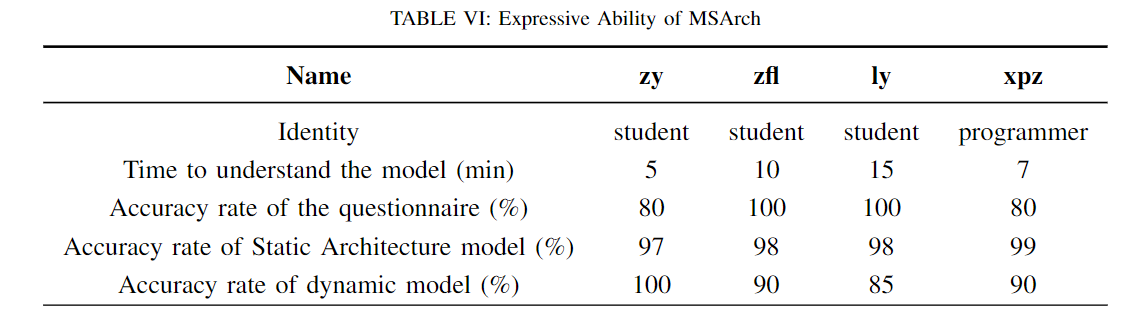 TABLE VI: Expressive Ability of MSArch
Name zy zfl ly xpz
Identity student student student programmer
Time to understand the model (min) 5 10 15 7
Accuracy rate of the questionnaire (%) 80 100 100 80
Accuracy rate of Static Architecture model (%) 97 98 98 99
Accuracy rate of dynamic model (%) 100 90 85 90